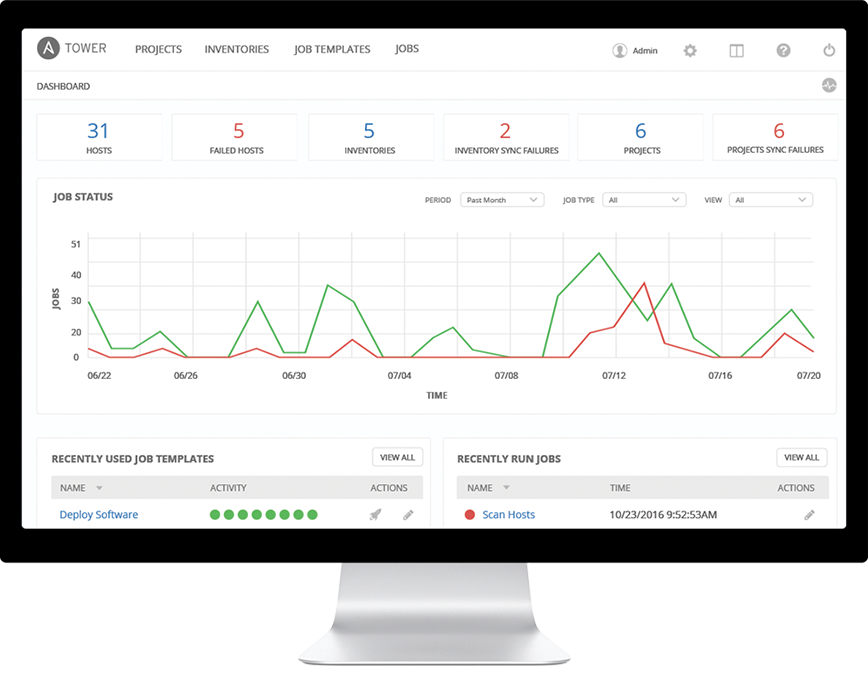 A TOWER PROJECTS INVENTORIES JOB TEMPLATES JOBS Admin ?
DASHBOARD
31 5 5 2 6 6
HOSTS FAILED HOSTS INVENTORIES INVENTORY SYNC FAILURES PROJECTS PROJECTS SYNC FAILURES
JOB STATUS PERIOD Past Month JOB TYPE All VIEW All
51
40
30
20
0
JOBS
06/22 06/26 06/30 07/04 07/08 07/12 07/16 07/20
TIME
RECENTLY USED JOB TEMPLATES VIEW ALL
NAME ACTIVITY ACTIONS
Deploy Software
RECENTLY RUN JOBS VIEW ALL
NAME TIME ACTIONS
Scan Hosts 10/23/2016 9:52:53AM